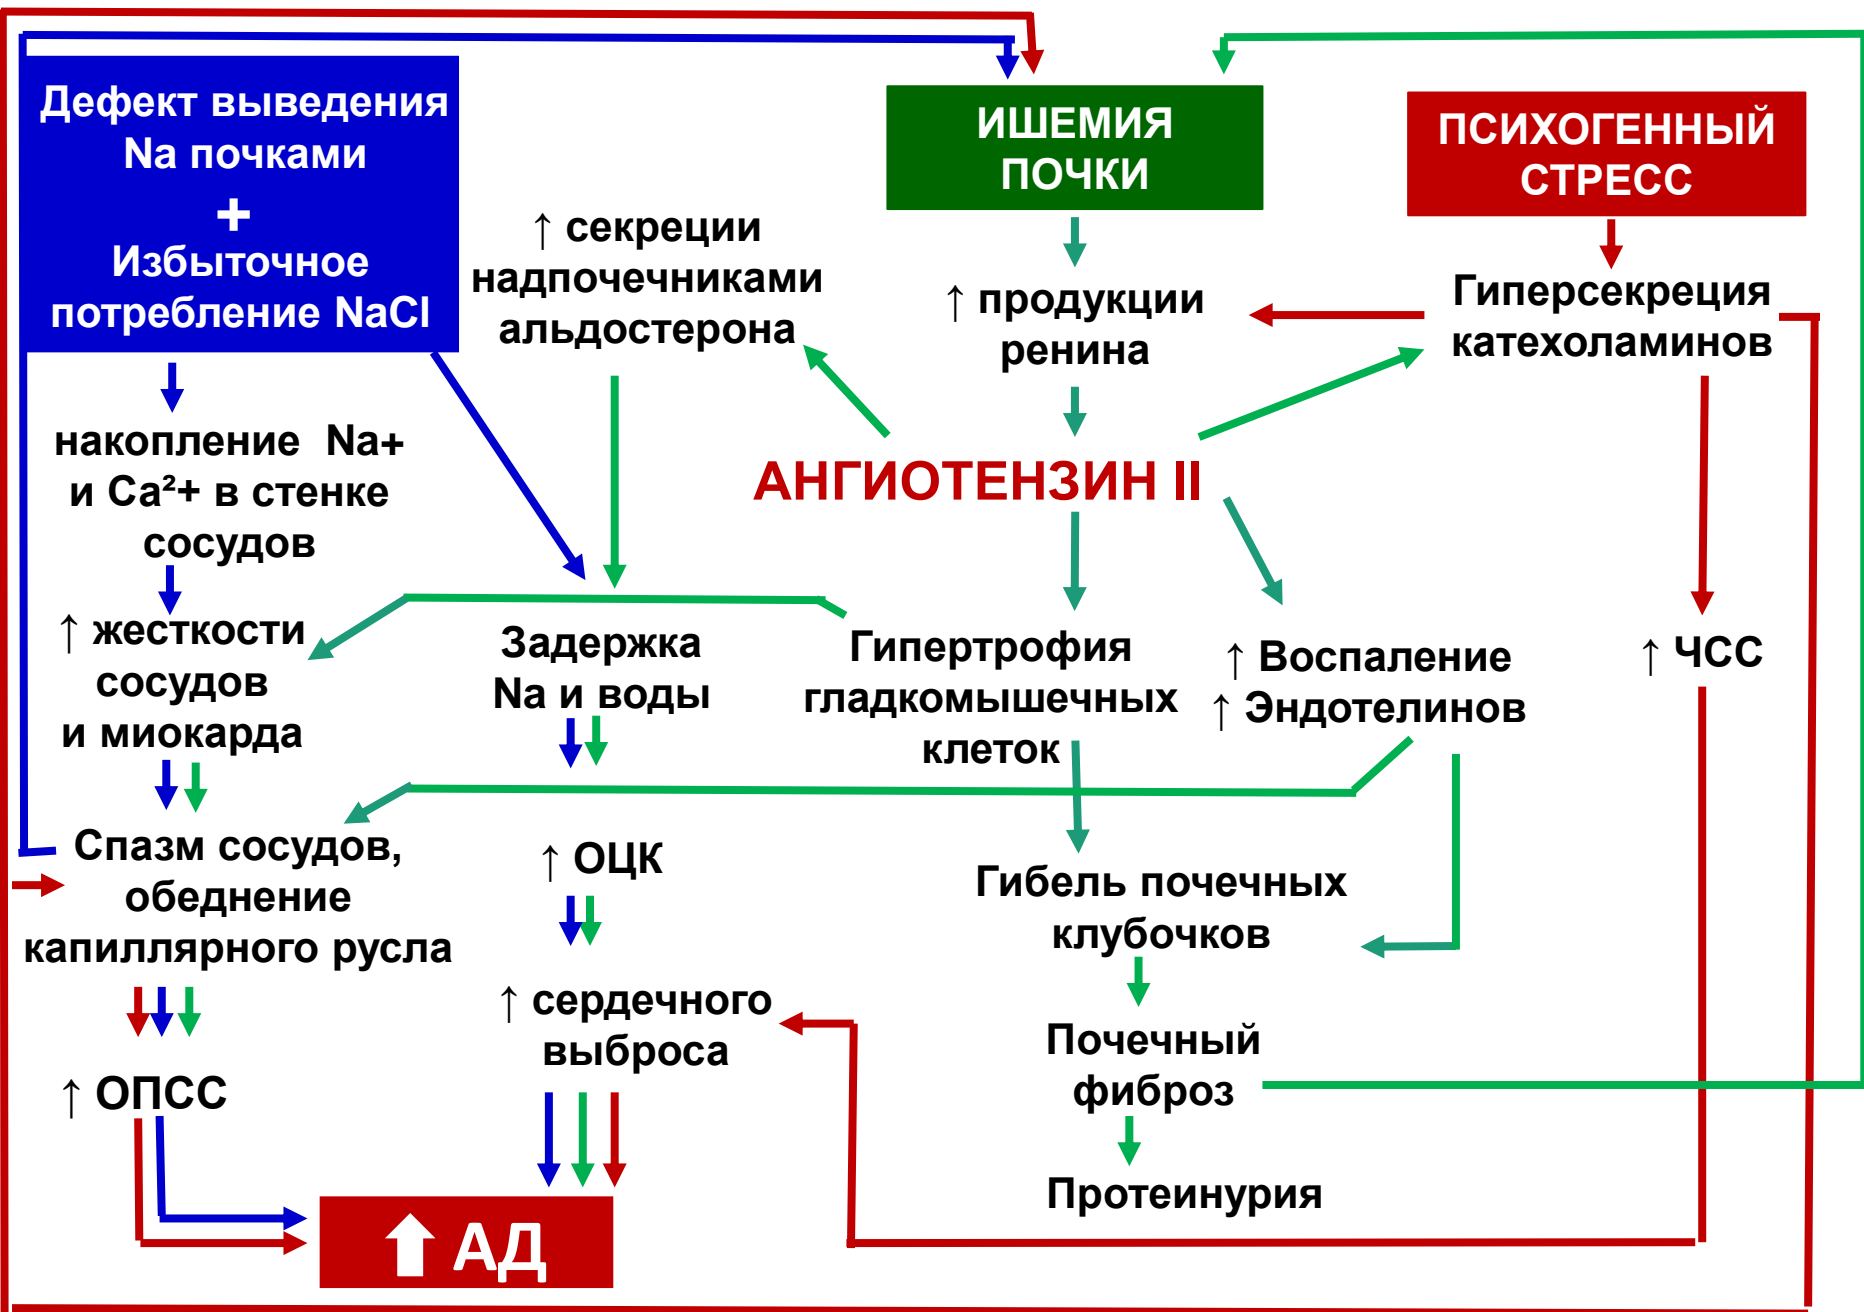 Дефект выведения
Na почками
+
Избыточное
потребление NaCl
ИШЕМИЯ
ПОЧКИ
ПСИХОГЕННЫЙ
СТРЕСС
↑ секреции
надпочечниками
альдостерона
↑ продукции
ренина
Гиперсекреция
катехоламинов
накопление Na+
и Ca²+ в стенке
сосудов
АНГИОТЕНЗИН II
↑ жесткости
сосудов
и миокарда
Задержка
Na и воды
Гипертрофия
гладкомышечных
клеток
↑ Воспаление
↑ Эндотелинов
↑ ЧСС
Спазм сосудов,
обеднение
капиллярного русла
↑ ОЦК
Гибель почечных
клубочков
↑ сердечного
выброса
Почечный
фиброз
↑ ОПСС
Протеинурия
⬆ АД